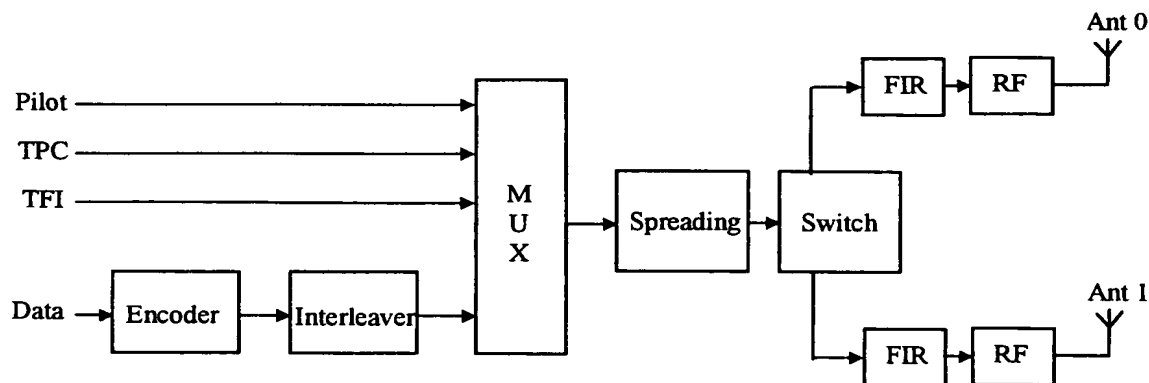 Ant 0
FIR
RF
Pilot
TPC
TFI
M
U
X
Spreading
Switch
Data
Encoder
Interleaver
Ant 1
FIR
RF